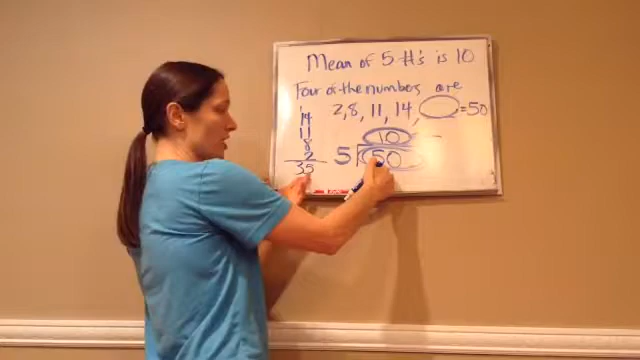 Mean of 5 #'s is 10
Four of the numbers are
2, 8, 11, 14, = 50
1
14
11
8
2
35
10
5 50